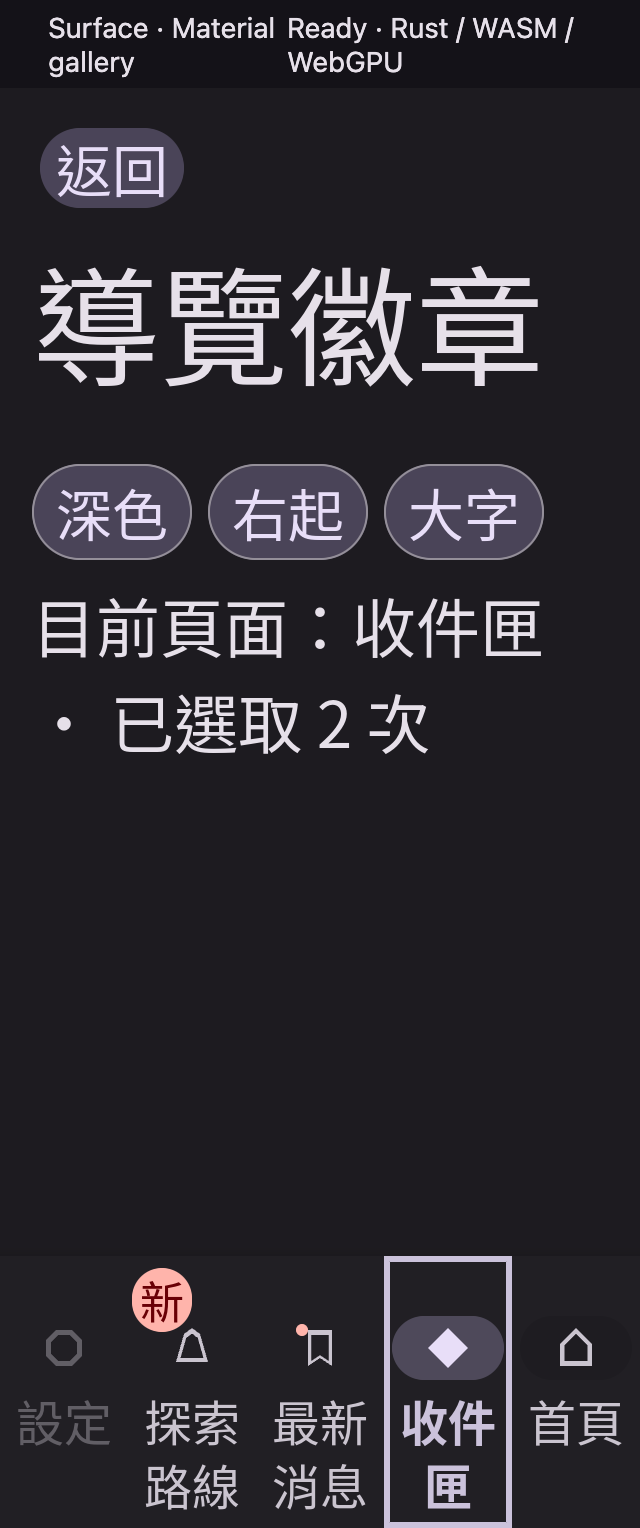 Surface · Material gallery
Ready · Rust / WASM / WebGPU
返回
導覽徽章
深色
右起
大字
目前頁面：收件匣
• 已選取 2 次
新
設定
探索
路線
最新
消息
收件
匣
首頁